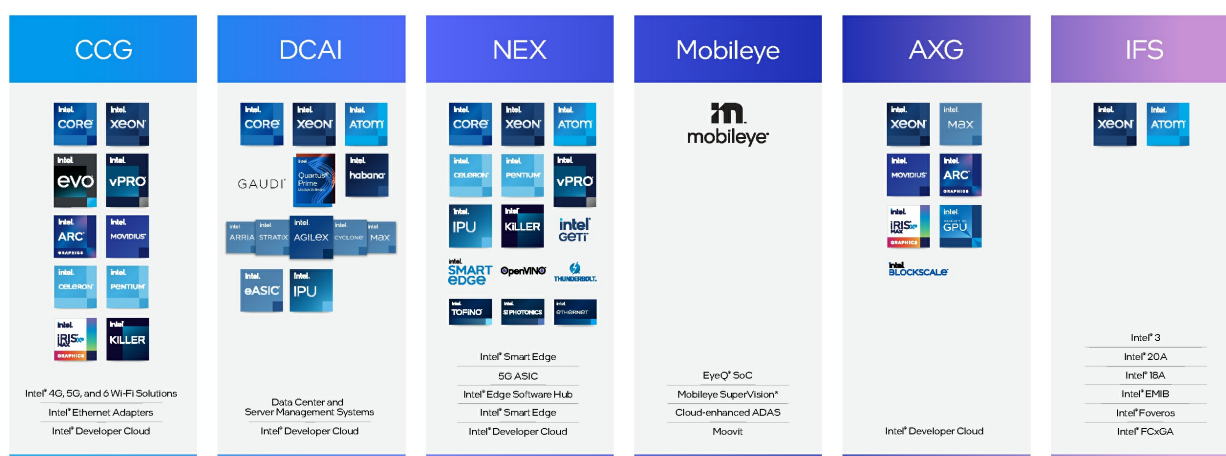 CCG
intel.
CORE
intel.
XEON
intel.
evo
intel.
vPRO
intel.
ARC
GRAPHICS
intel.
MOVIDIUS
intel.
CELERON
intel.
PENTIUM
intel.
iRIS Xe
MAX
GRAPHICS
intel.
KILLER
Intel® 4G, 5G, and 6 Wi-Fi Solutions
Intel® Ethernet Adapters
Intel® Developer Cloud
DCAI
intel.
CORE
intel.
XEON
intel.
ATOM
GAUDI
intel.
Quartus®
Prime
intel.
habana
intel
ARRIA
intel
STRATIX
intel.
AGILEX
intel
CYCLONE
intel
MAX
intel.
eASIC
intel.
IPU
Data Center and
Server Management Systems
Intel® Developer Cloud
NEX
intel.
CORE
intel.
XEON
intel.
ATOM
intel.
CELERON
intel.
PENTIUM
intel.
vPRO
intel.
IPU
intel.
KILLER
intel
GETi
intel.
SMART
EDGE
OpenVINO
THUNDERBOLT
intel.
TOFINO
intel.
SI PHOTONICS
intel.
ETHERNET
Intel® Smart Edge
5G ASIC
Intel® Edge Software Hub
Intel® Smart Edge
Intel® Developer Cloud
Mobileye
m
mobileye
EyeQ® SoC
Mobileye SuperVision*
Cloud-enhanced ADAS
Moovit
AXG
intel.
XEON
intel.
MAX
intel.
MOVIDIUS
intel.
ARC
GRAPHICS
intel.
iRIS Xe
MAX
GRAPHICS
intel.
GPU
intel.
BLOCKSCALE
Intel® Developer Cloud
IFS
intel.
XEON
intel.
ATOM
Intel® 3
Intel® 20A
Intel® 18A
Intel® EMIB
Intel® Foveros
Intel® FCxGA